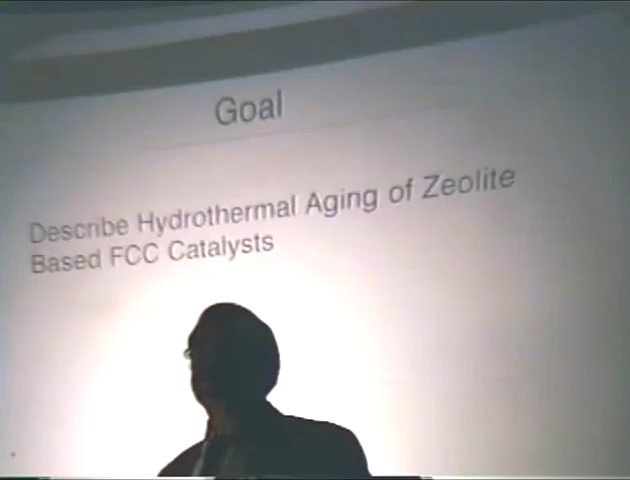 Goal
Describe Hydrothermal Aging of Zeolite
Based FCC Catalysts